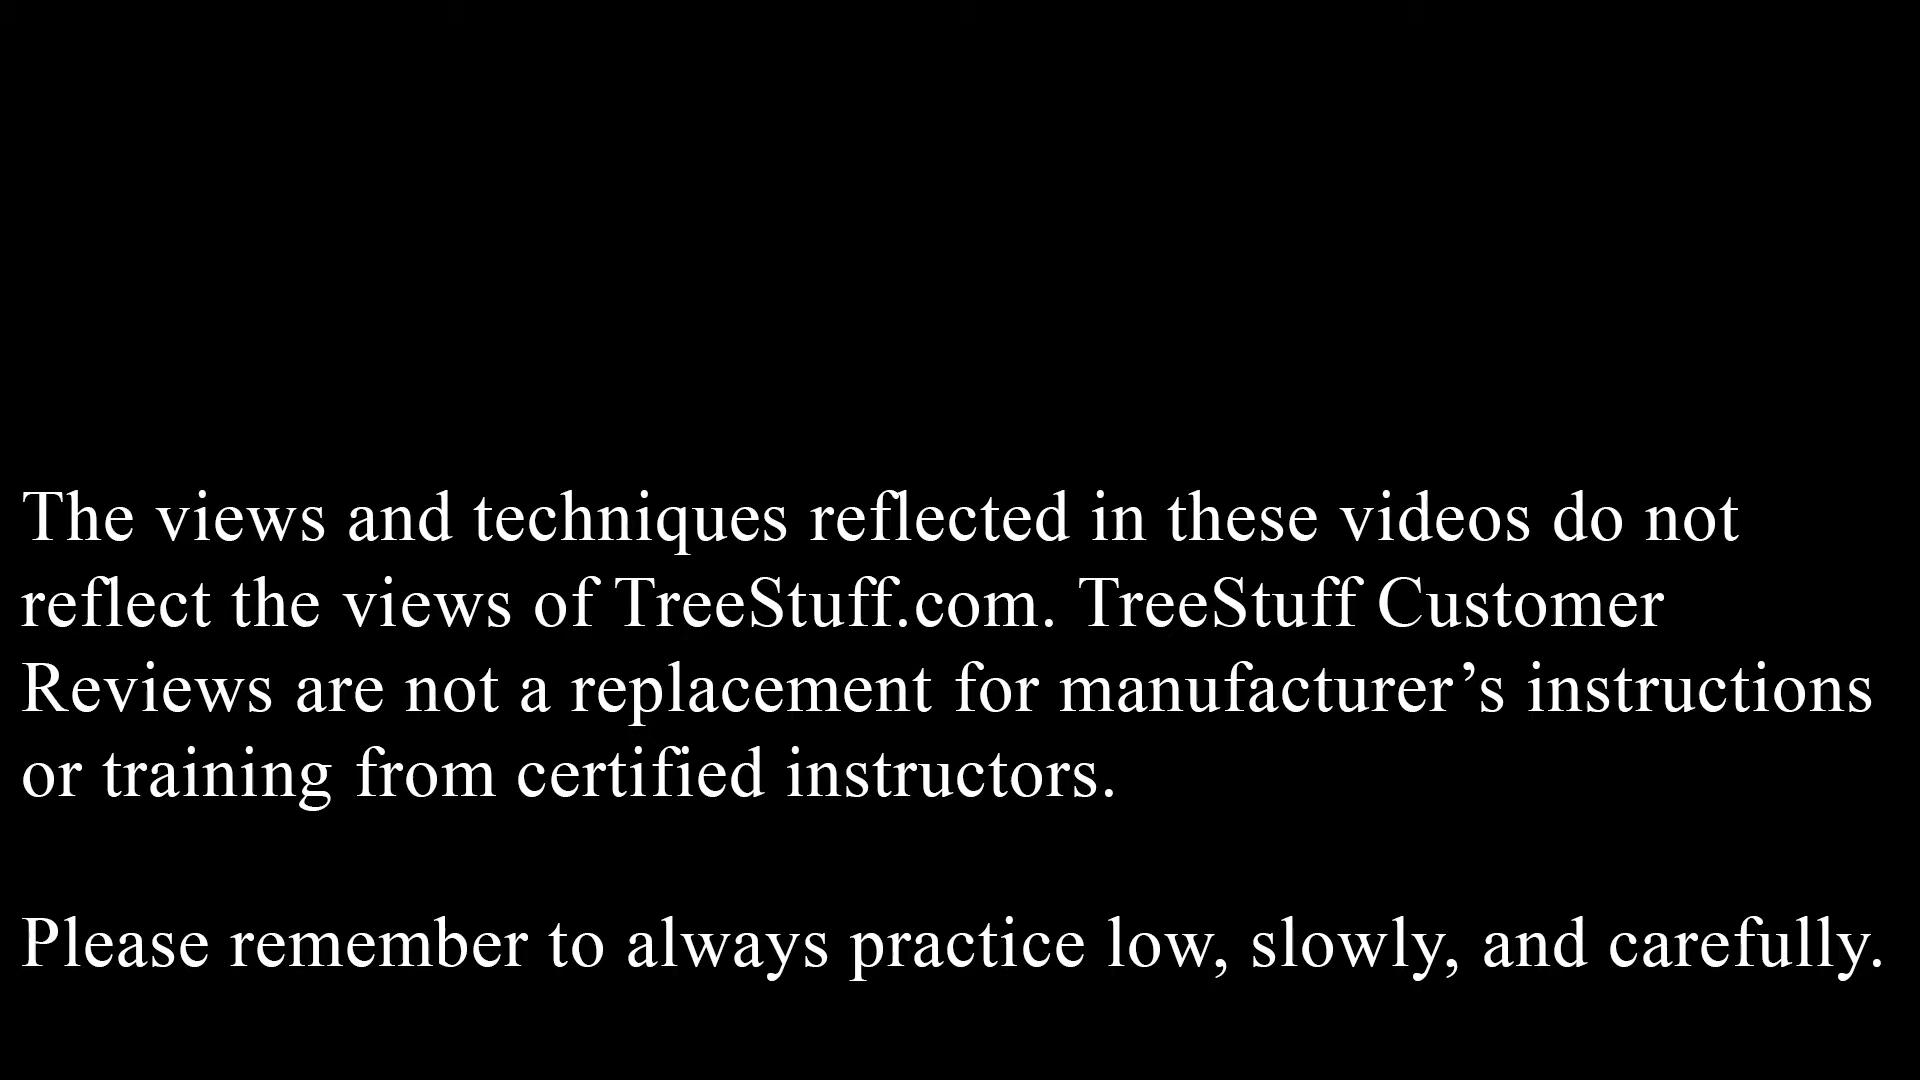 The views and techniques reflected in these videos do not
reflect the views of TreeStuff.com. TreeStuff Customer
Reviews are not a replacement for manufacturer’s instructions
or training from certified instructors.
Please remember to always practice low, slowly, and carefully.